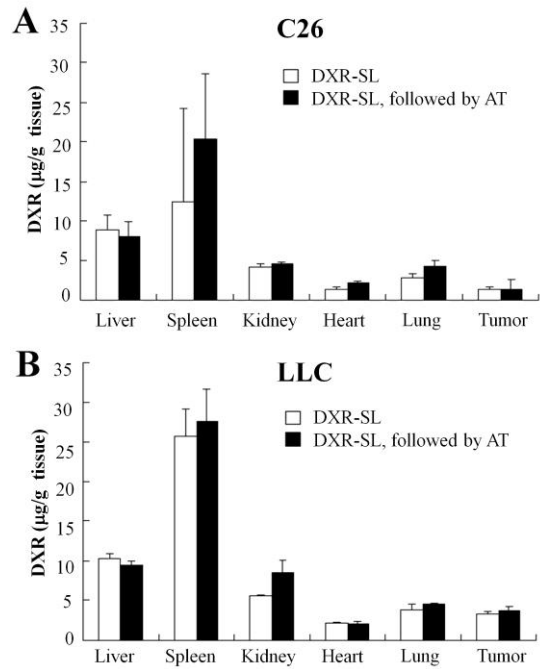 A
C26
DXR-SL
DXR-SL, followed by AT
DXR (μg/g tissue)
35
30
25
20
15
10
5
0
Liver Spleen Kidney Heart Lung Tumor
B
LLC
DXR-SL
DXR-SL, followed by AT
DXR (μg/g tissue)
35
30
25
20
15
10
5
0
Liver Spleen Kidney Heart Lung Tumor